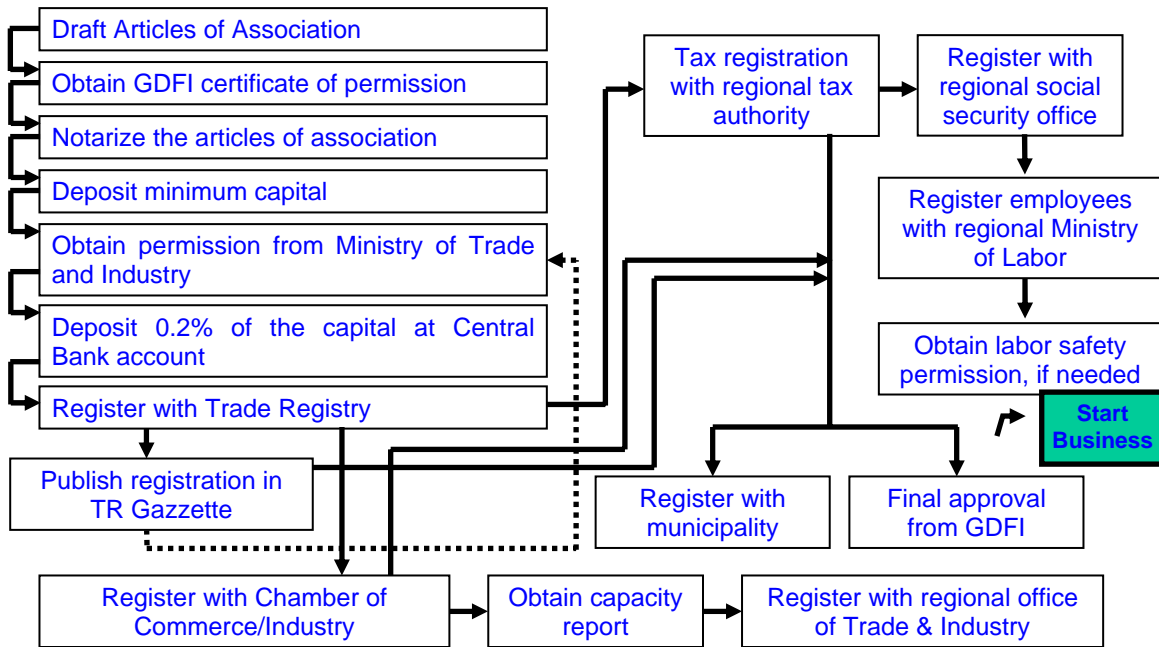 Draft Articles of Association
Obtain GDFI certificate of permission
Notarize the articles of association
Deposit minimum capital
Obtain permission from Ministry of Trade
and Industry
Deposit 0.2% of the capital at Central
Bank account
Register with Trade Registry
Publish registration in
TR Gazzette
Register with Chamber of
Commerce/Industry
Obtain capacity
report
Register with regional office
of Trade & Industry
Tax registration
with regional tax
authority
Register with
regional social
security office
Register employees
with regional Ministry
of Labor
Obtain labor safety
permission, if needed
Start
Business
Register with
municipality
Final approval
from GDFI